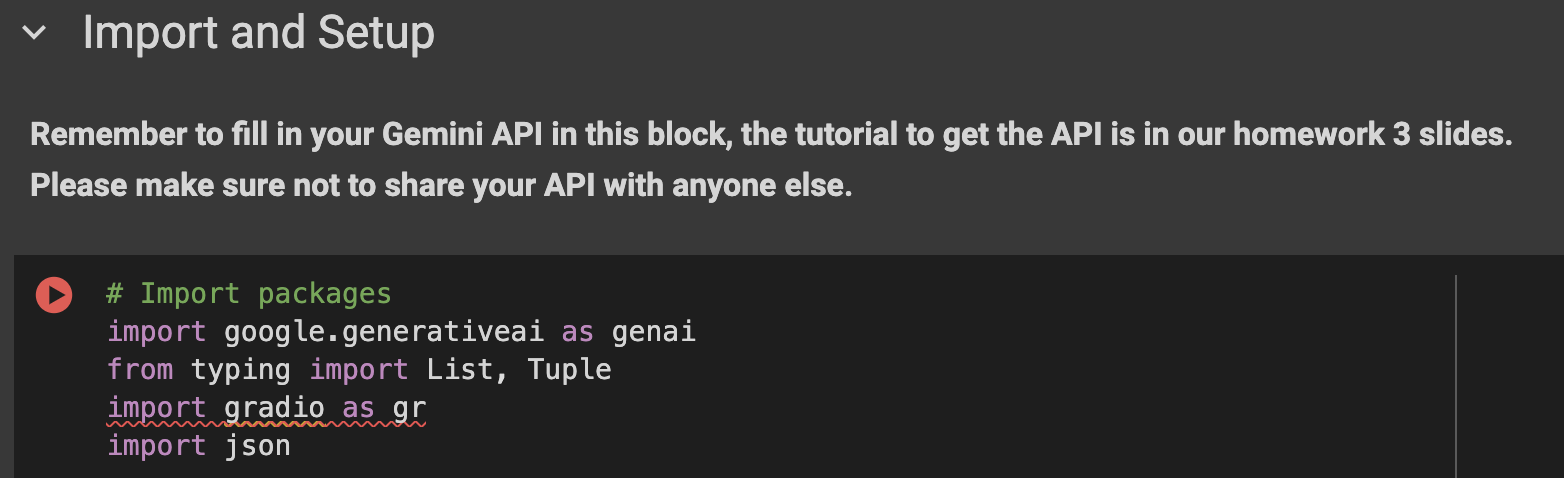 Import and Setup
Remember to fill in your Gemini API in this block, the tutorial to get the API is in our homework 3 slides.
Please make sure not to share your API with anyone else.
# Import packages
import google.generativeai as genai
from typing import List, Tuple
import gradio as gr
import json